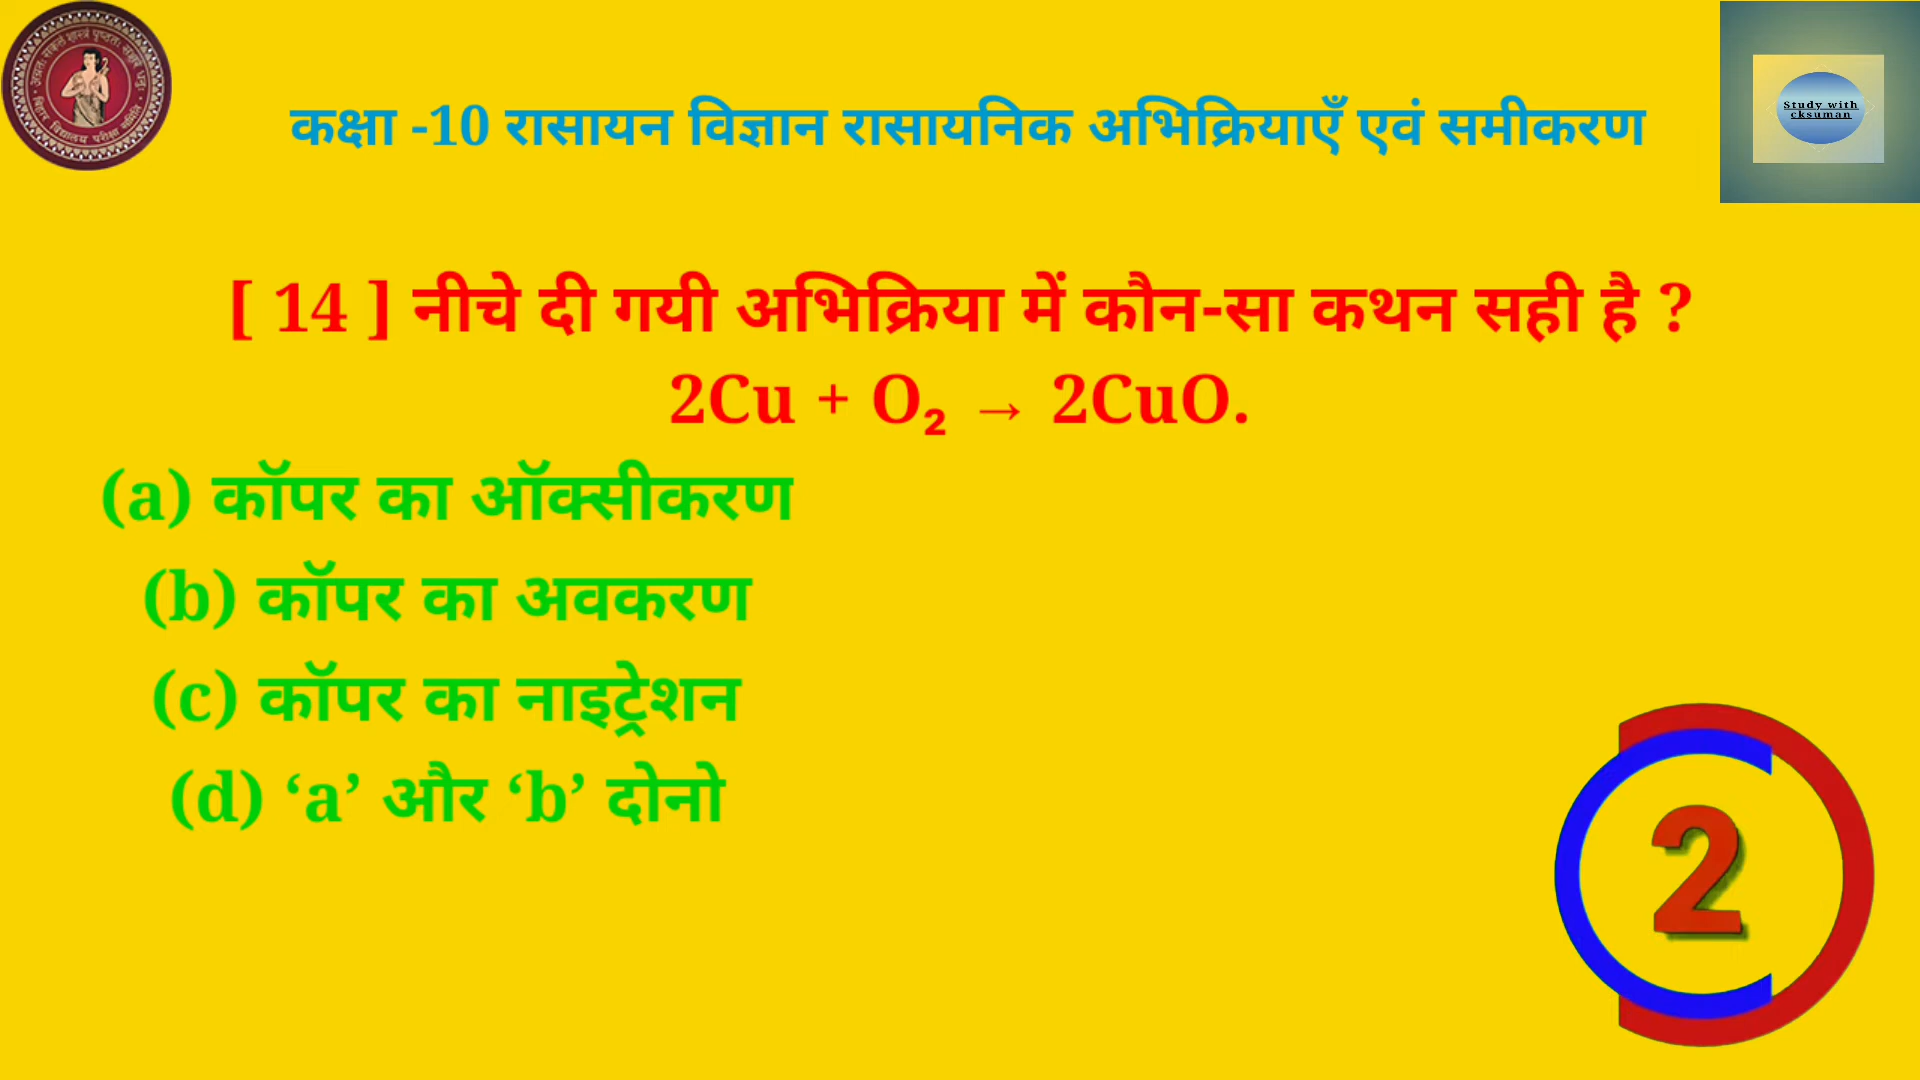 कक्षा -10 रासायन विज्ञान रासायनिक अभिक्रियाएँ एवं समीकरण
Study with
cksuman
[ 14 ] नीचे दी गयी अभिक्रिया में कौन-सा कथन सही है ?
2Cu + O₂ → 2CuO.
(a) कॉपर का ऑक्सीकरण
(b) कॉपर का अवकरण
(c) कॉपर का नाइट्रेशन
(d) ‘a’ और ‘b’ दोनो
2